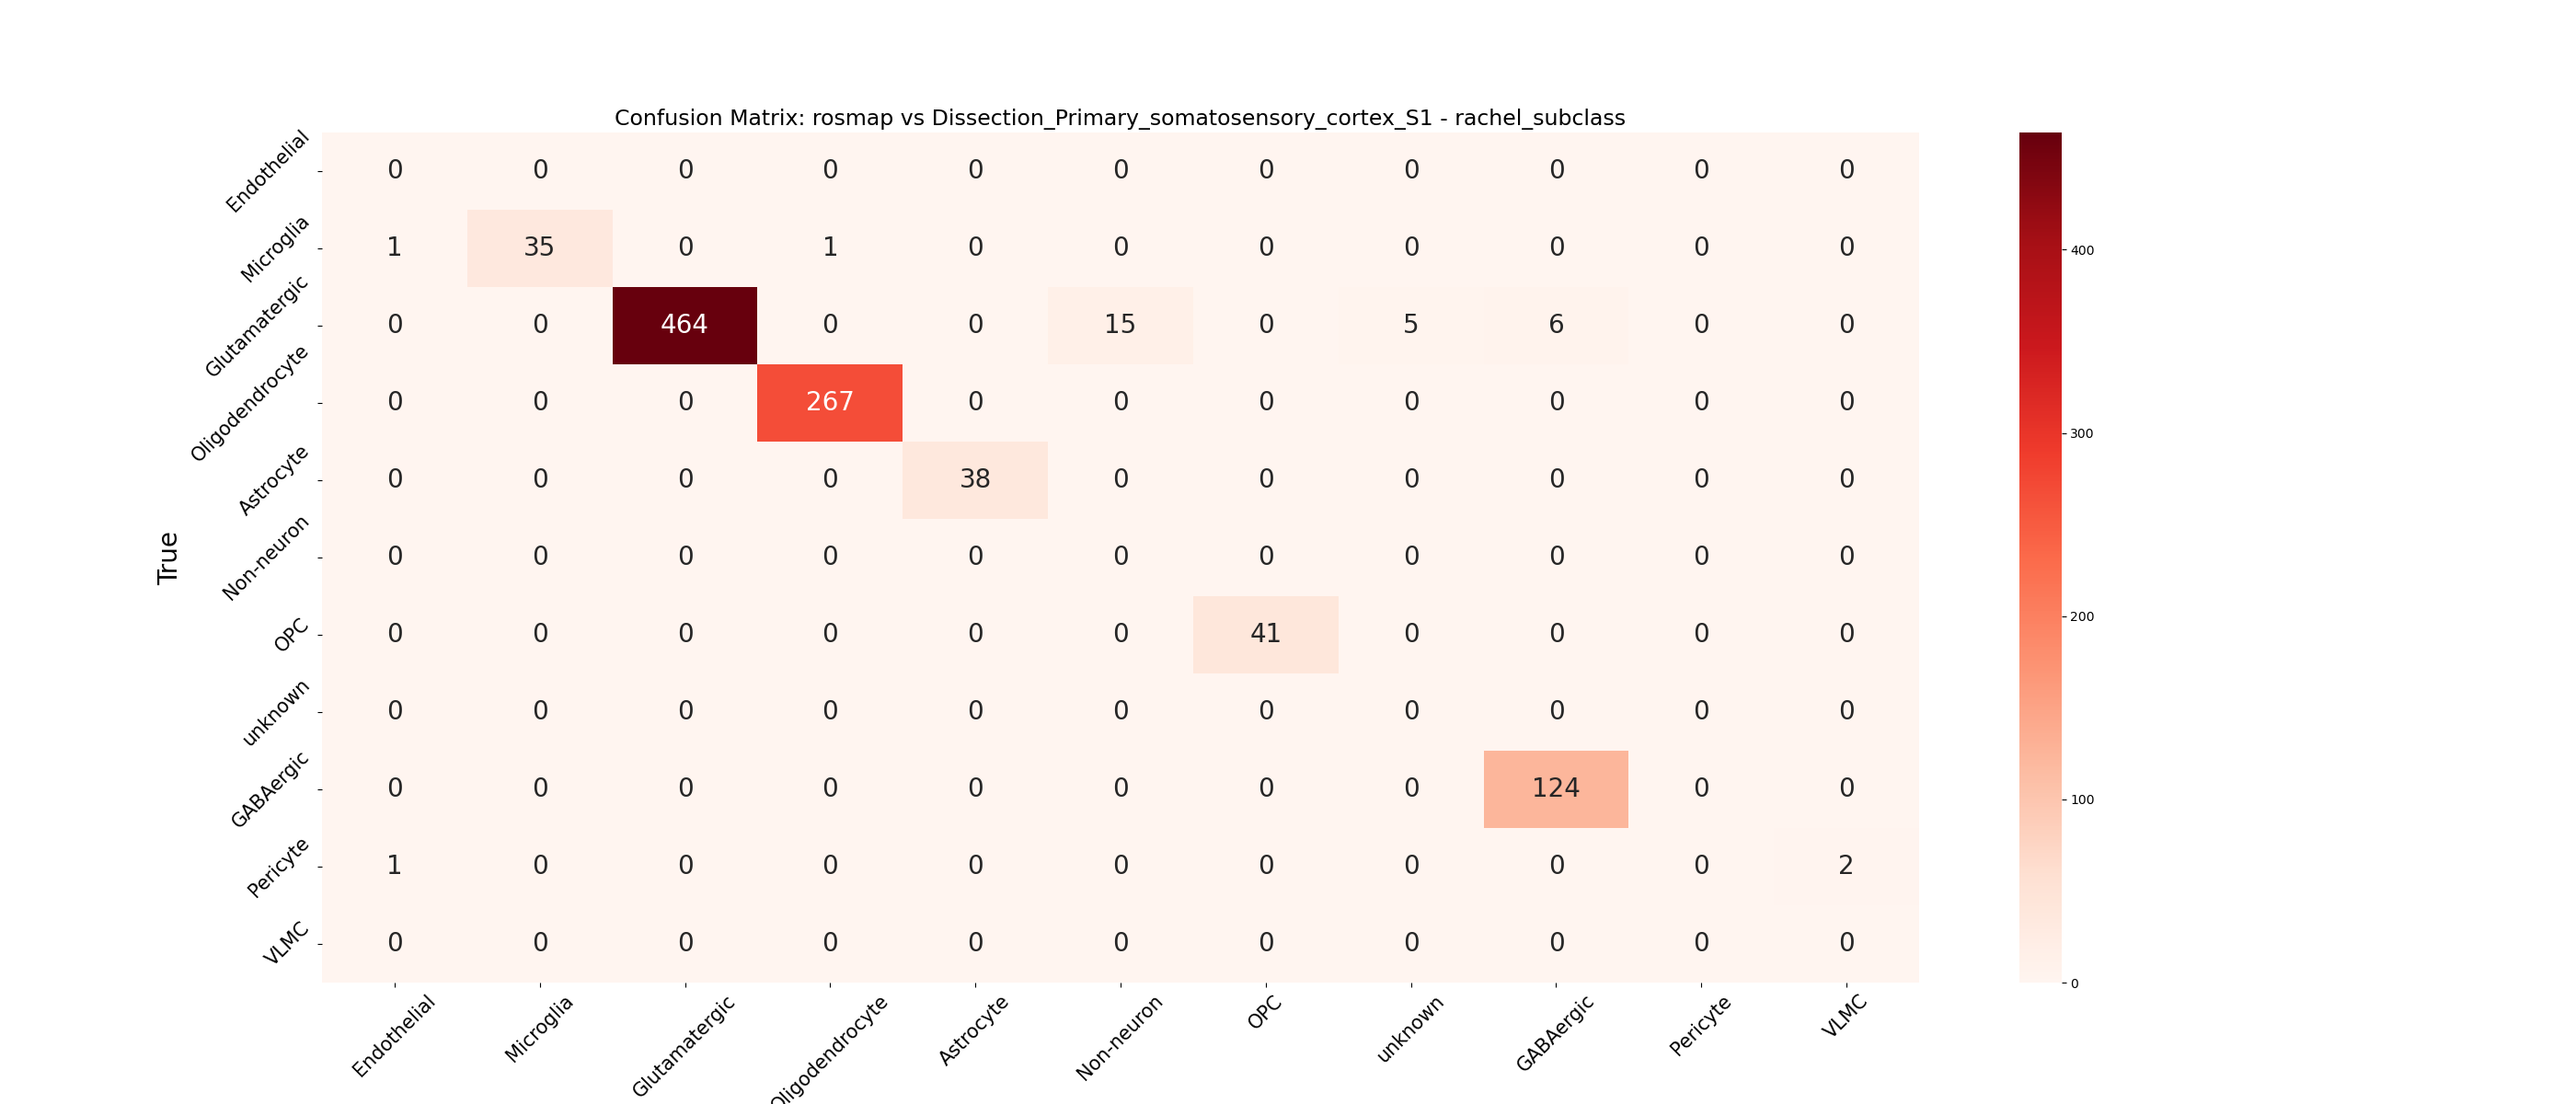 Confusion Matrix: rosmap vs Dissection_Primary_somatosensory_cortex_S1 - rachel_subclass
Endothelial 0 0 0 0 0 0 0 0 0 0 0
Microglia 1 35 0 1 0 0 0 0 0 0 0
Glutamatergic 0 0 464 0 0 15 0 5 6 0 0
Oligodendrocyte 0 0 0 267 0 0 0 0 0 0 0
Astrocyte 0 0 0 0 38 0 0 0 0 0 0
Non-neuron 0 0 0 0 0 0 0 0 0 0 0
OPC 0 0 0 0 0 0 41 0 0 0 0
unknown 0 0 0 0 0 0 0 0 0 0 0
GABAergic 0 0 0 0 0 0 0 0 124 0 0
Pericyte 1 0 0 0 0 0 0 0 0 0 2
VLMC 0 0 0 0 0 0 0 0 0 0 0
True
Endothelial Microglia Glutamatergic Oligodendrocyte Astrocyte Non-neuron OPC unknown GABAergic Pericyte VLMC
400
300
200
100
0